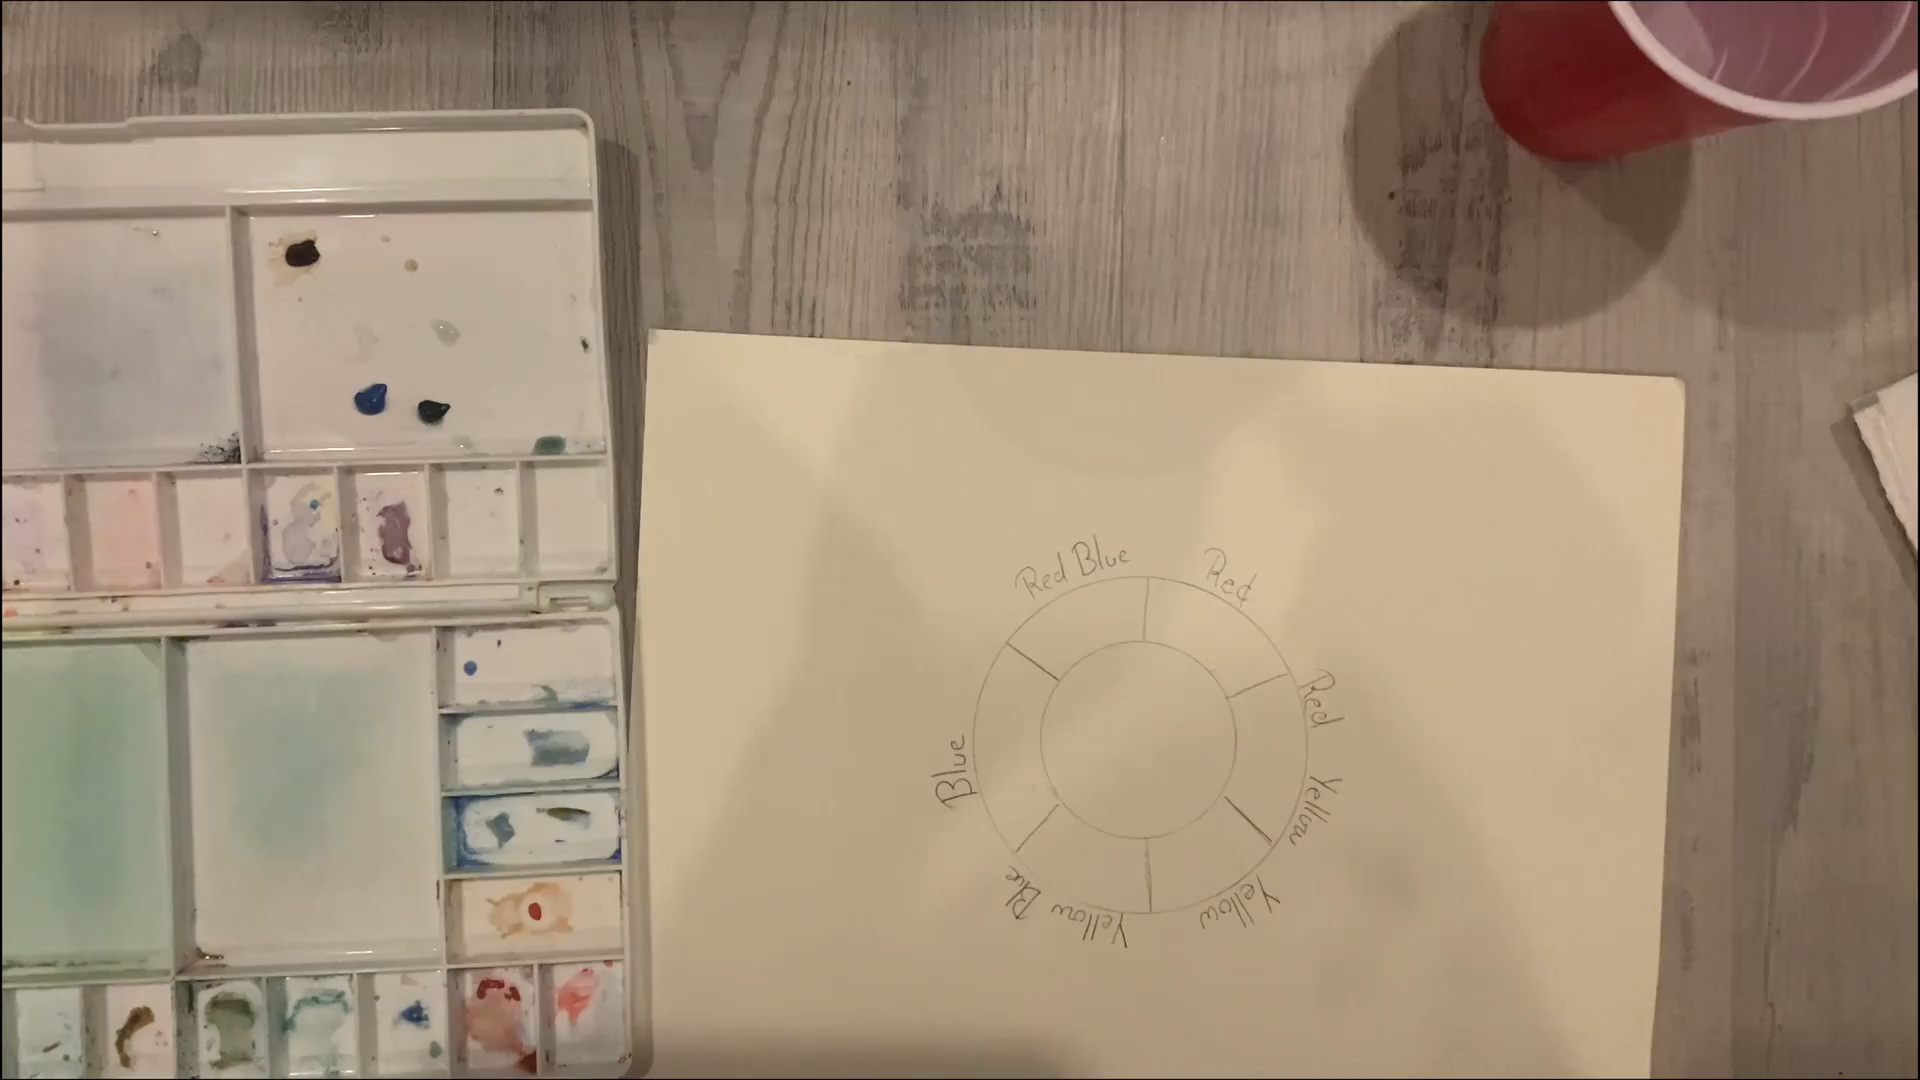 Red Blue
Red
Red
Yellow
Yellow
Yellow Blue
Blue